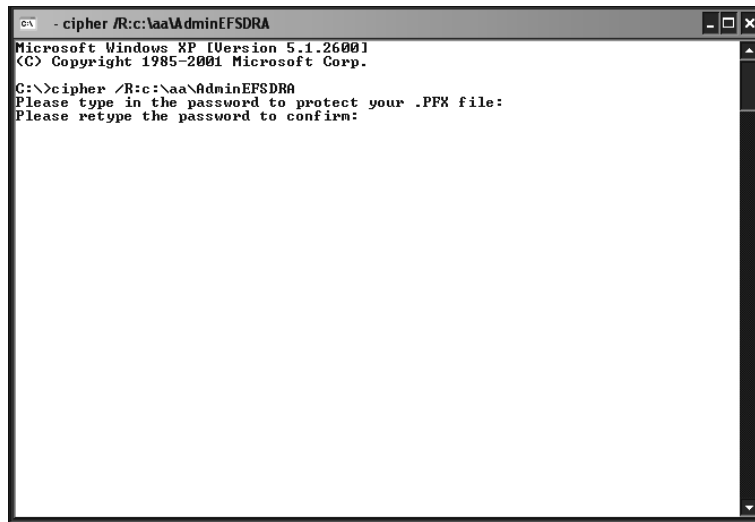 C:\ - cipher /R:c:\aa\AdminEFSDRA
Microsoft Windows XP [Version 5.1.2600]
(C) Copyright 1985-2001 Microsoft Corp.
C:\>cipher /R:c:\aa\AdminEFSDRA
Please type in the password to protect your .PFX file:
Please retype the password to confirm: